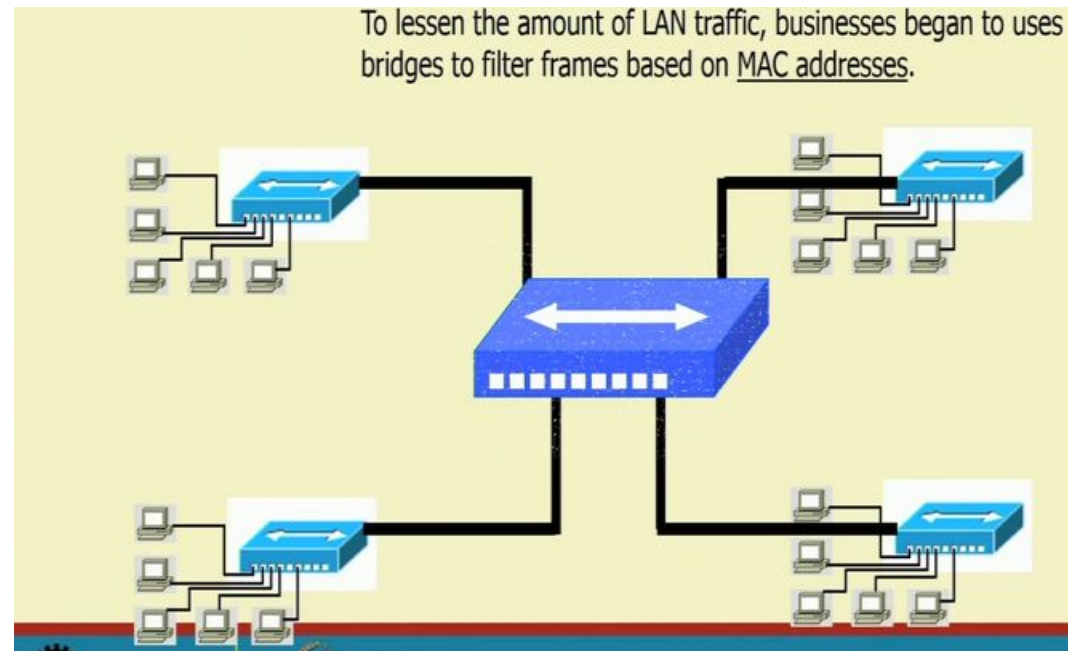 To lessen the amount of LAN traffic, businesses began to uses
bridges to filter frames based on MAC addresses.